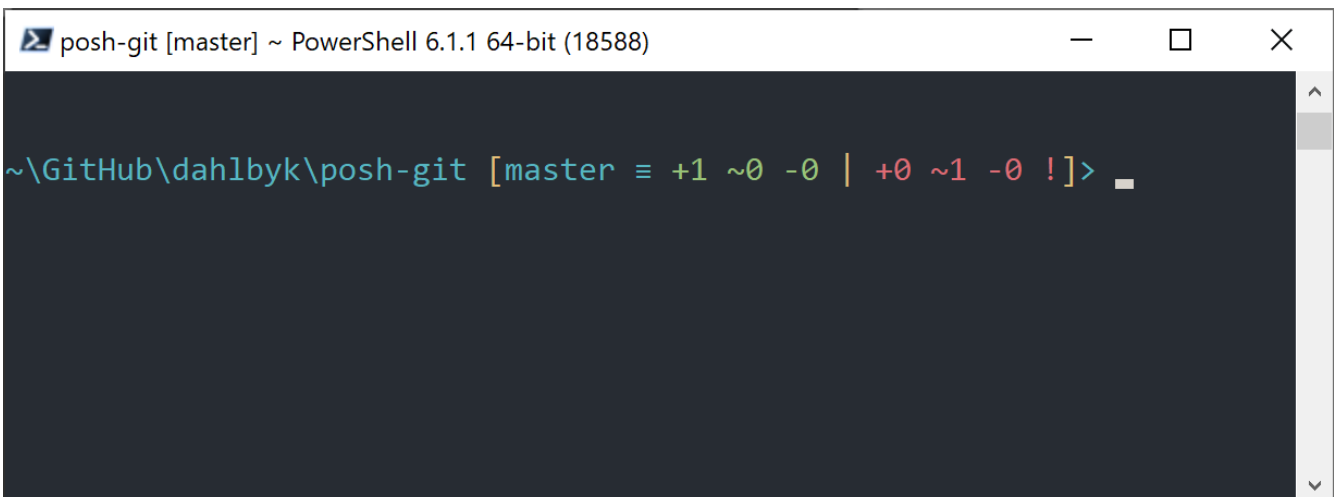 posh-git [master] ~ PowerShell 6.1.1 64-bit (18588)
~\GitHub\dahlbyk\posh-git [master ≡ +1 ~0 -0 | +0 ~1 -0 !]> _